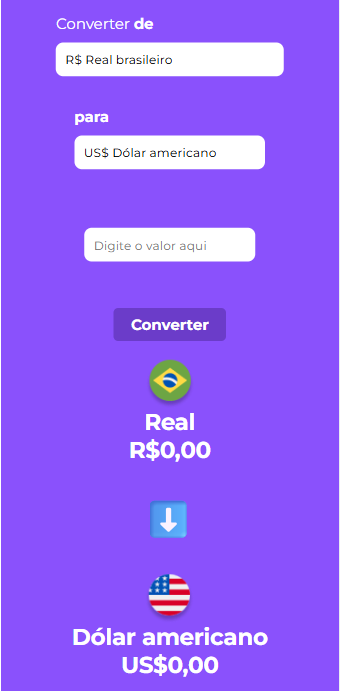 Converter de
R$ Real brasileiro
para
US$ Dólar americano
Digite o valor aqui
Converter
Real
R$0,00
Dólar americano
US$0,00